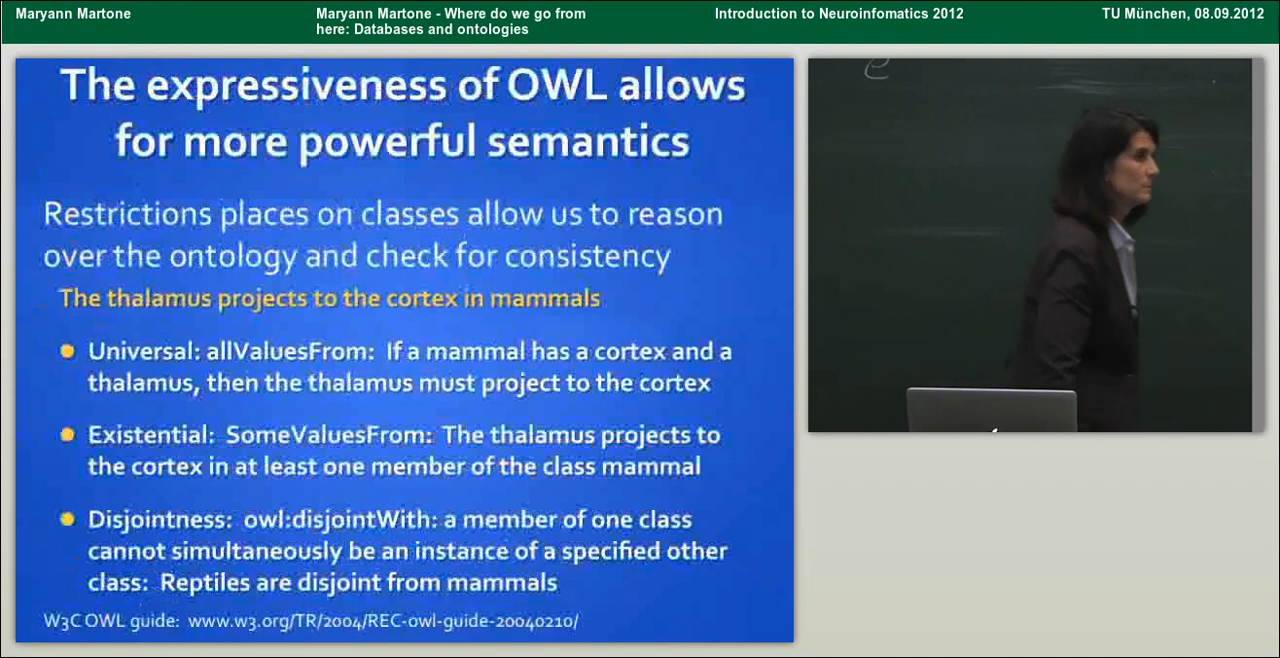 Maryann Martone
Maryann Martone - Where do we go from
here: Databases and ontologies
Introduction to Neuroinfomatics 2012
TU München, 08.09.2012
The expressiveness of OWL allows
for more powerful semantics
Restrictions places on classes allow us to reason
over the ontology and check for consistency
The thalamus projects to the cortex in mammals
Universal: allValuesFrom: If a mammal has a cortex and a
thalamus, then the thalamus must project to the cortex
Existential: SomeValuesFrom: The thalamus projects to
the cortex in at least one member of the class mammal
Disjointness: owl:disjointWith: a member of one class
cannot simultaneously be an instance of a specified other
class: Reptiles are disjoint from mammals
W3C OWL guide: www.w3.org/TR/2004/REC-owl-guide-20040210/